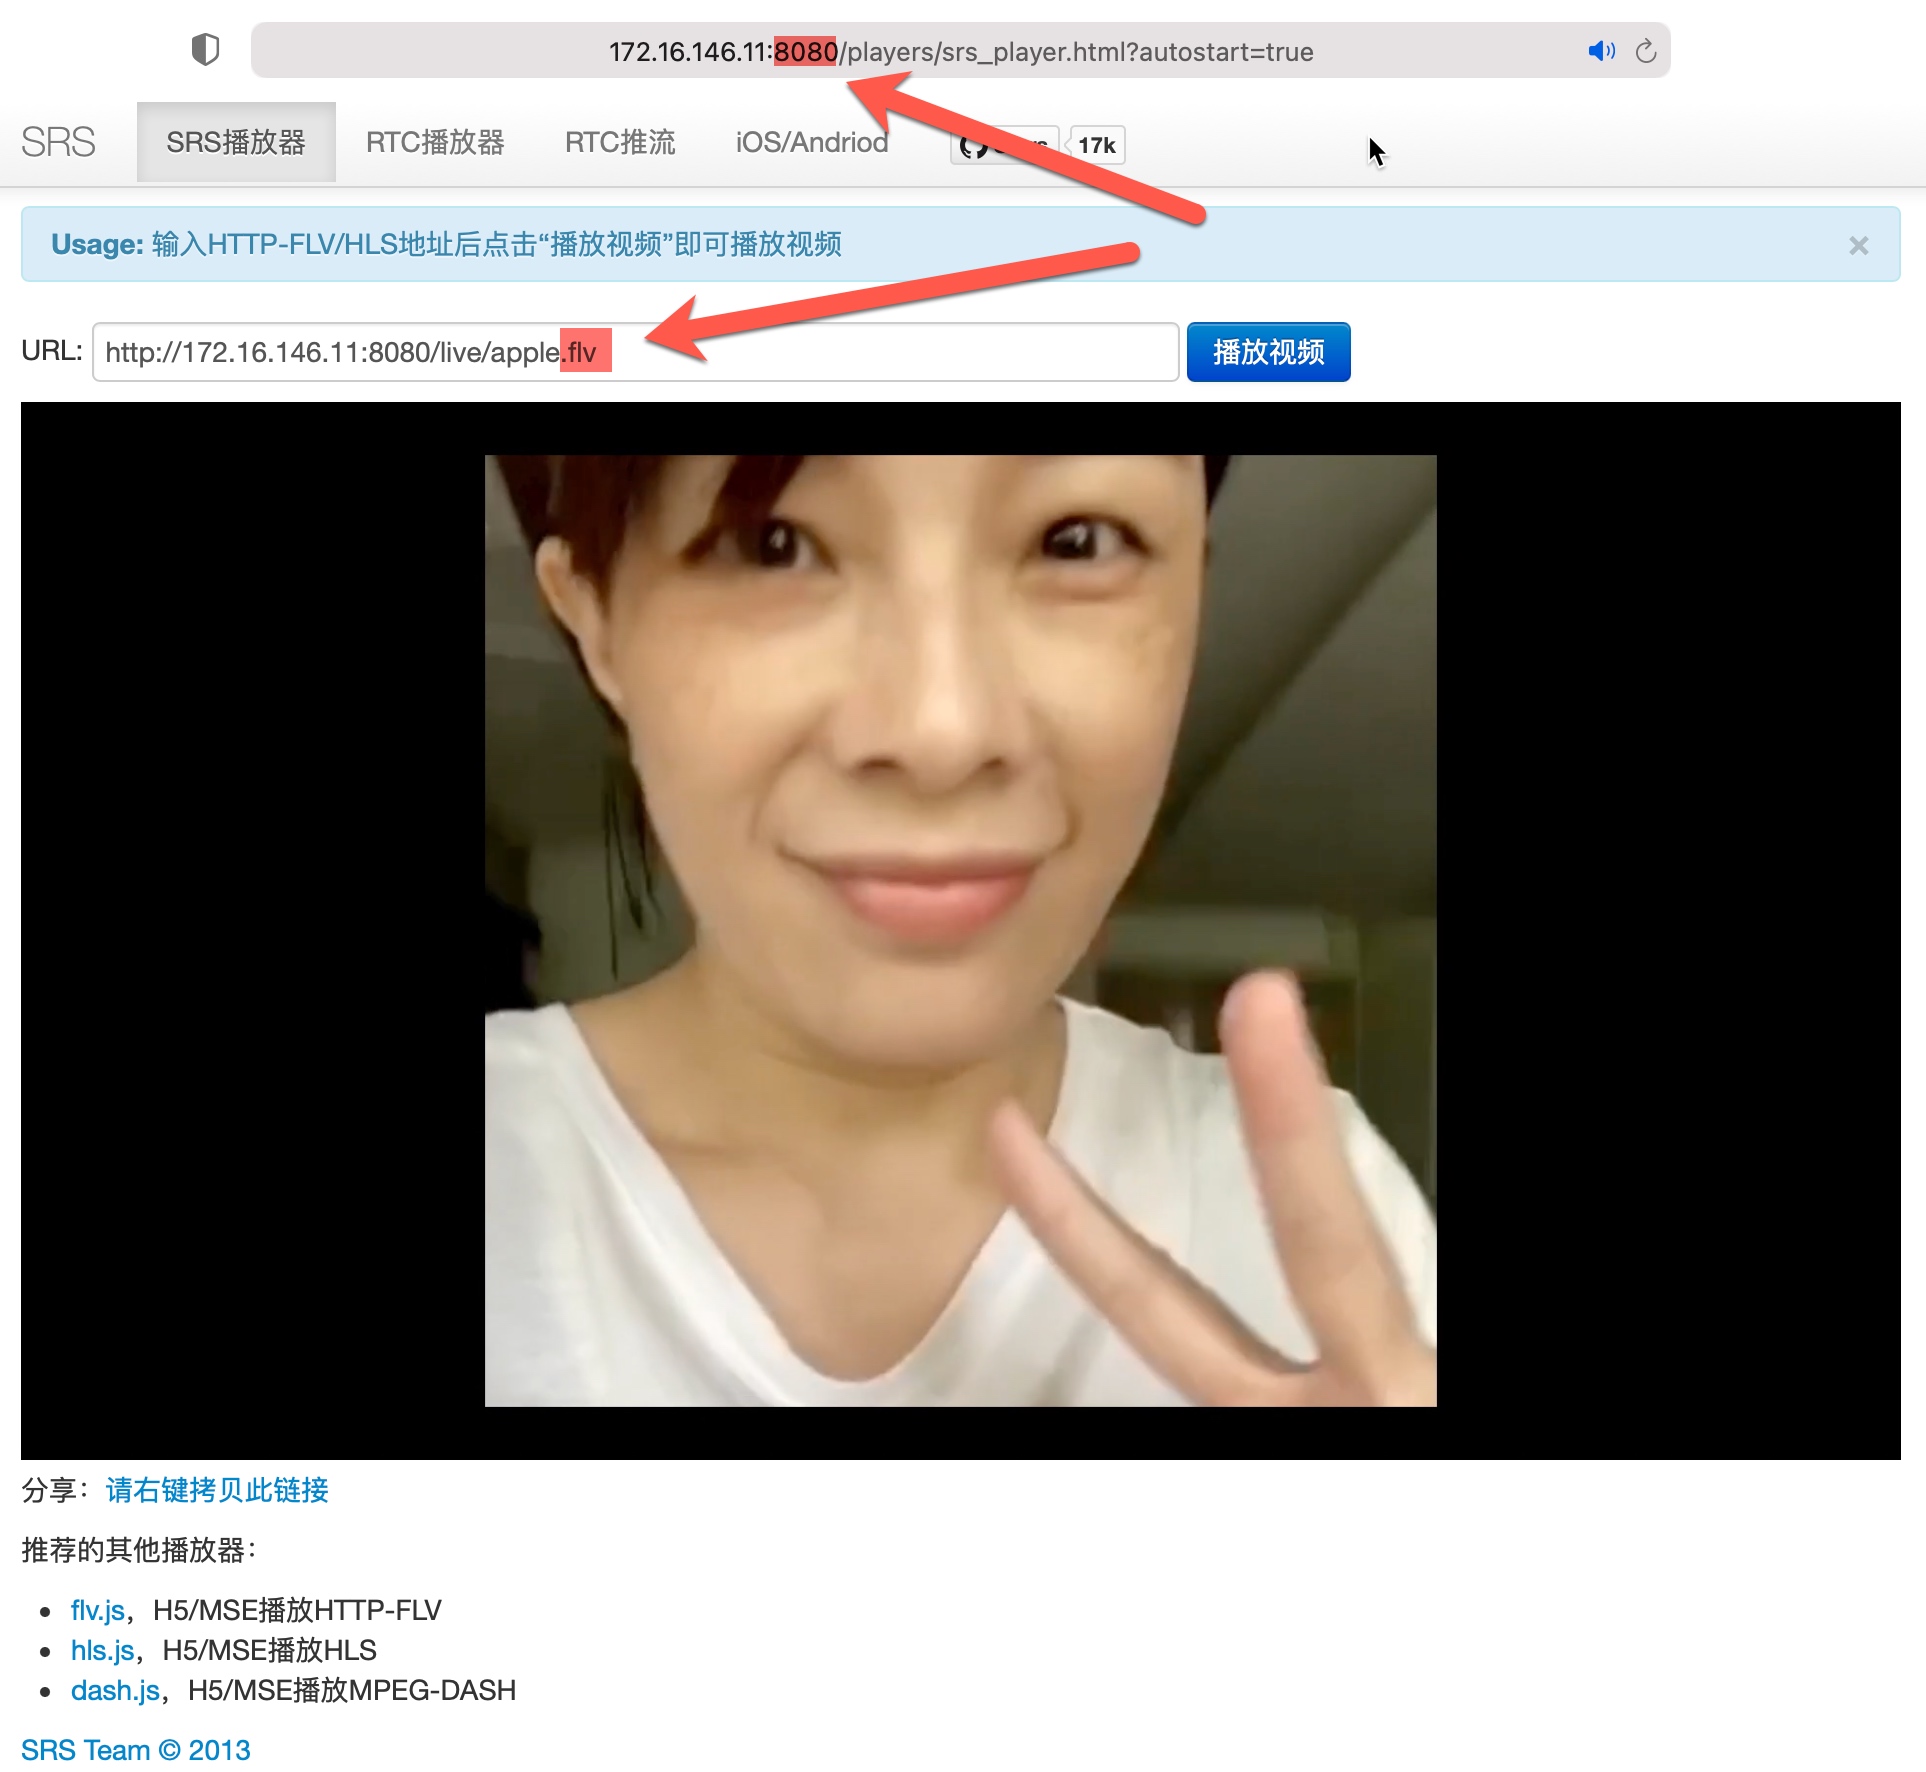 172.16.146.11:8080/players/srs_player.html?autostart=true
SRS SRS播放器 RTC播放器 RTC推流 iOS/Andriod 17k
Usage: 输入HTTP-FLV/HLS地址后点击“播放视频”即可播放视频 ×
URL: http://172.16.146.11:8080/live/apple.flv 播放视频
分享：请右键拷贝此链接
推荐的其他播放器：
• flv.js，H5/MSE播放HTTP-FLV
• hls.js，H5/MSE播放HLS
• dash.js，H5/MSE播放MPEG-DASH
SRS Team © 2013